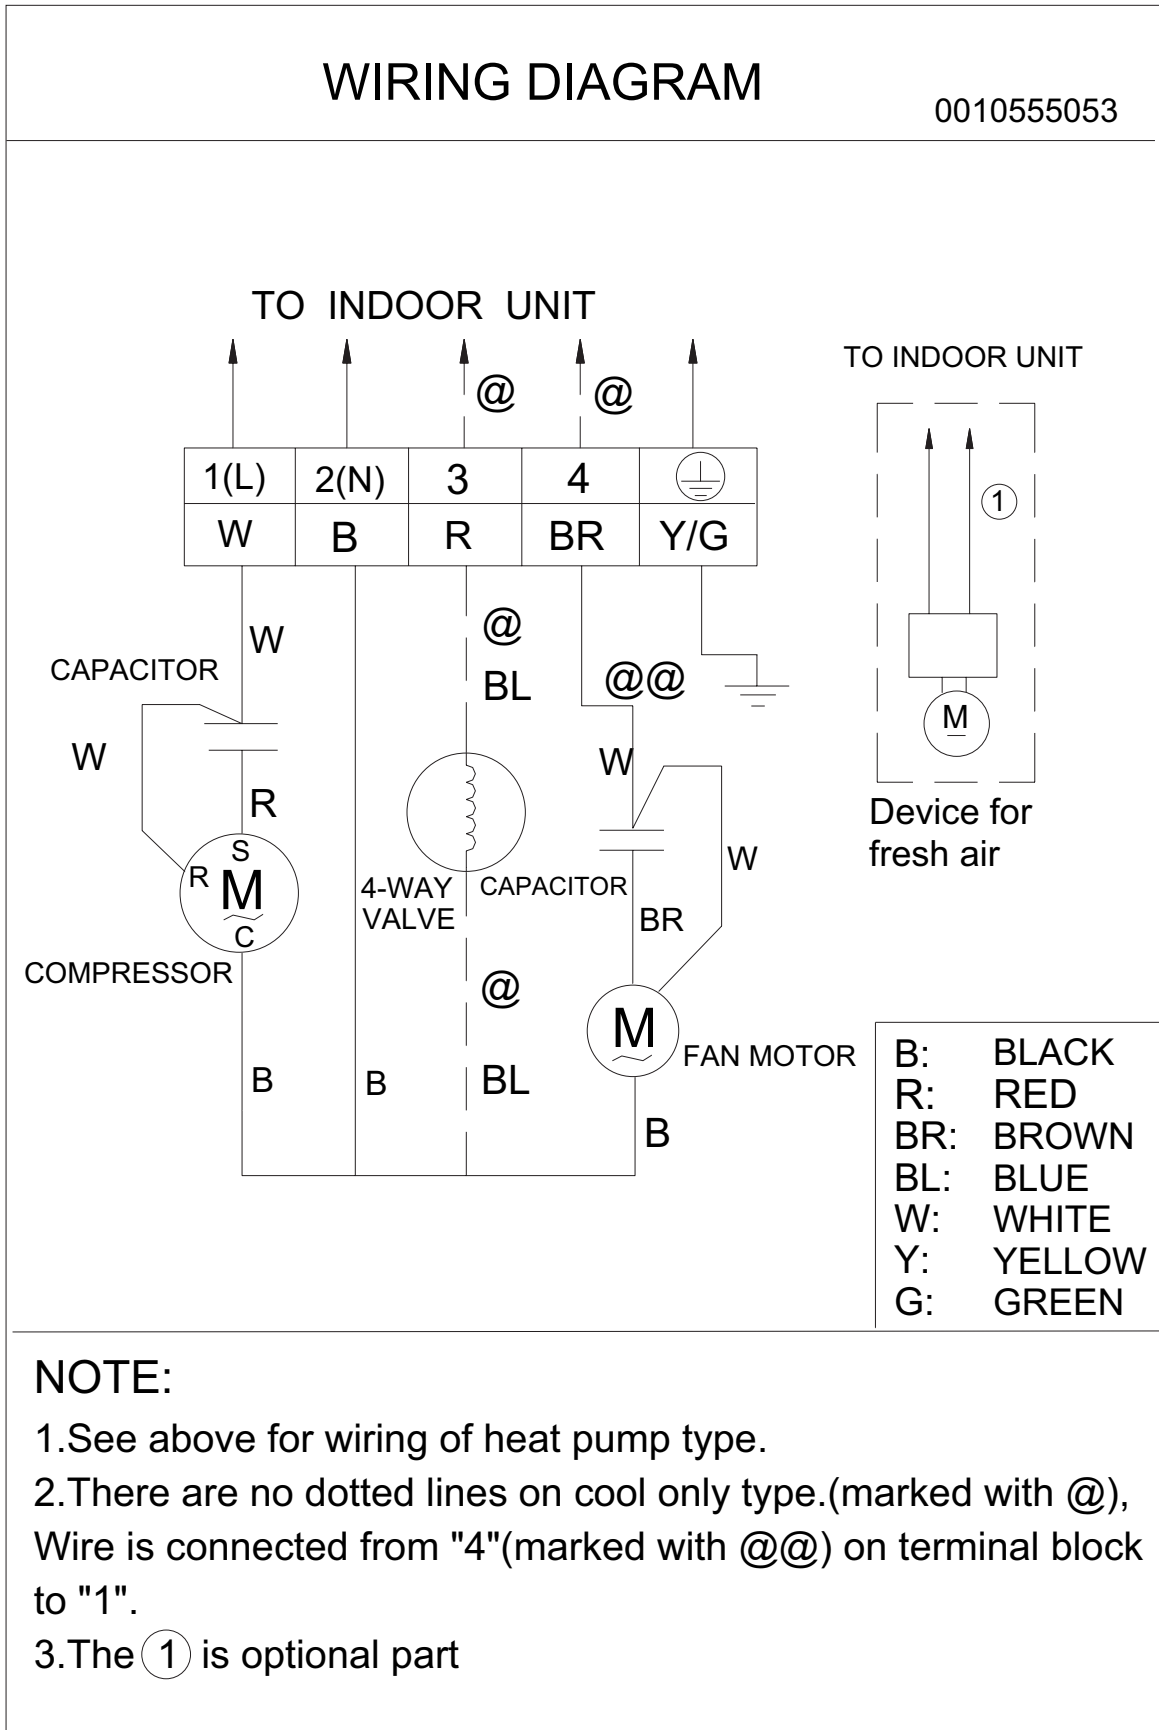 WIRING DIAGRAM
0010555053
TO INDOOR UNIT
TO INDOOR UNIT
@ @
1(L) 2(N) 3 4
1
W B R BR Y/G
@
W
CAPACITOR
BL
@@
M
W
W
Device for
fresh air
R
W
S
R
M
C
4-WAY
VALVE
CAPACITOR
BR
COMPRESSOR
@
M
FAN MOTOR
B
B
BL
B
B: BLACK
R: RED
BR: BROWN
BL: BLUE
W: WHITE
Y: YELLOW
G: GREEN
NOTE:
1.See above for wiring of heat pump type.
2.There are no dotted lines on cool only type.(marked with @),
Wire is connected from "4"(marked with @@) on terminal block
to "1".
3.The 1 is optional part